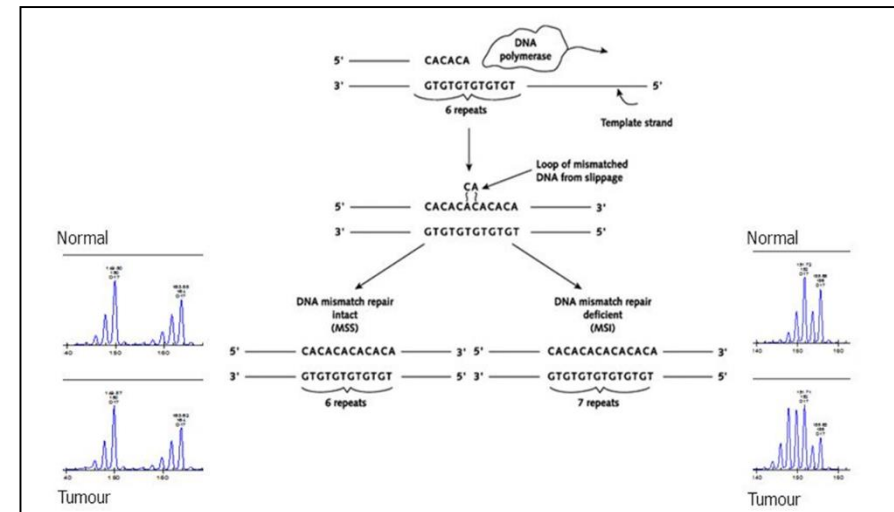 DNA
polymerase
5' CACACA
3' GTGTGTGTGTGT 5'
6 repeats
Template strand
Loop of mismatched
DNA from slippage
CA
5' CACACACACACA 3'
3' GTGTGTGTGTGT 5'
Normal
Normal
DNA mismatch repair
intact
(MSS)
DNA mismatch repair
deficient
(MSI)
5' CACACACACACA 3'
5' CACACACACACACA 3'
3' GTGTGTGTGTGT 5'
3' GTGTGTGTGTGTGT 5'
6 repeats
7 repeats
Tumour
Tumour